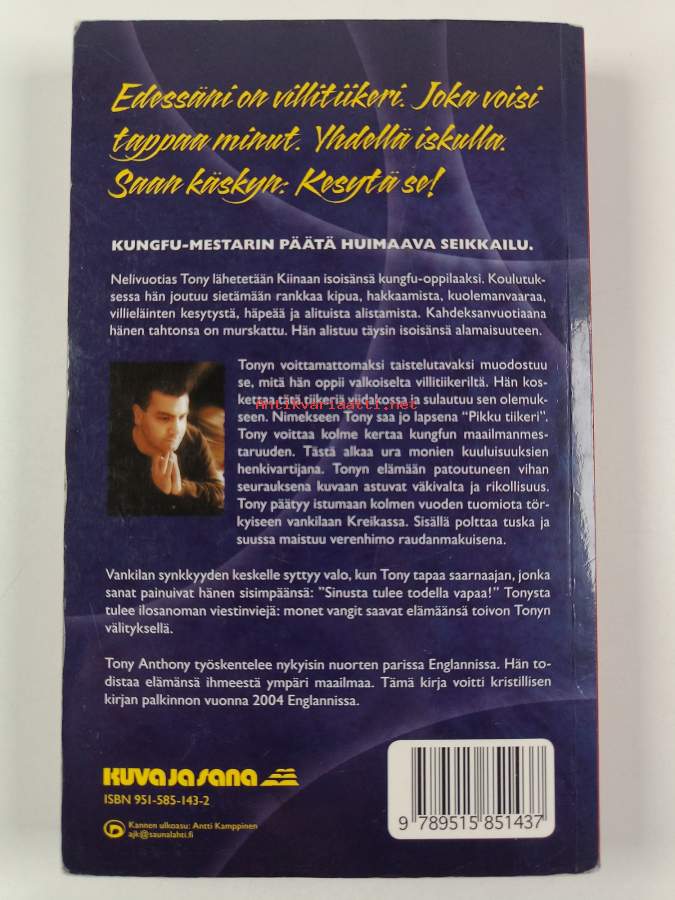 Edessäni on villitiikeri. Joka voisi
tappaa minut. Yhdellä iskulla.
Saan käskyn: Kesytä se!
KUNGFU-MESTARIN PÄÄTÄ HUIMAAVA SEIKKAILU.
Nelivuotias Tony lähetetään Kiinaan isoisänsä kungfu-oppilaaksi. Koulutuk-
sessa hän joutuu sietämään rankkaa kipua, hakkaamista, kuolemanvaaraa,
villieläinten kesytystä, häpeää ja alituista alistamista. Kahdeksanvuotiaana
hänen tahtonsa on murskattu. Hän alistuu täysin isoisänsä alamaisuuteen.
Tonyn voittamattomaksi taistelutavaksi muodostuu
se, mitä hän oppii valkoiselta villitiikeriltä. Hän kos-
kettaa tätä tiikeriä viidakossa ja sulautuu sen olemuk-
seen. Nimekseen Tony saa jo lapsena "Pikku tiikeri".
Tony voittaa kolme kertaa kungfun maailmanmes-
taruuden. Tästä alkaa ura monien kuuluisuuksien
henkivartijana. Tonyn elämään patoutuneen vihan
seurauksena kuvaan astuvat väkivalta ja rikollisuus.
Tony päätyy istumaan kolmen vuoden tuomiota tör-
kyiseen vankilaan Kreikassa. Sisällä polttaa tuska ja
suussa maistuu verenhimo raudanmakuisena.
Antikvariaatti.net
Vankilan synkkyyden keskelle syttyy valo, kun Tony tapaa saarnaajan, jonka
sanat painuivat hänen sisimpäänsä: "Sinusta tulee todella vapaa!" Tonysta
tulee ilosanoman viestinviejä: monet vangit saavat elämäänsä toivon Tonyn
välityksellä.
Tony Anthony työskentelee nykyisin nuorten parissa Englannissa. Hän to-
distaa elämänsä ihmeestä ympäri maailmaa. Tämä kirja voitti kristillisen
kirjan palkinnon vuonna 2004 Englannissa.
KUVA JA SANA
ISBN 951-585-143-2
Kannen ulkoasu: Antti Kamppinen
ajk@saunalahti.fi
9 789515 851437